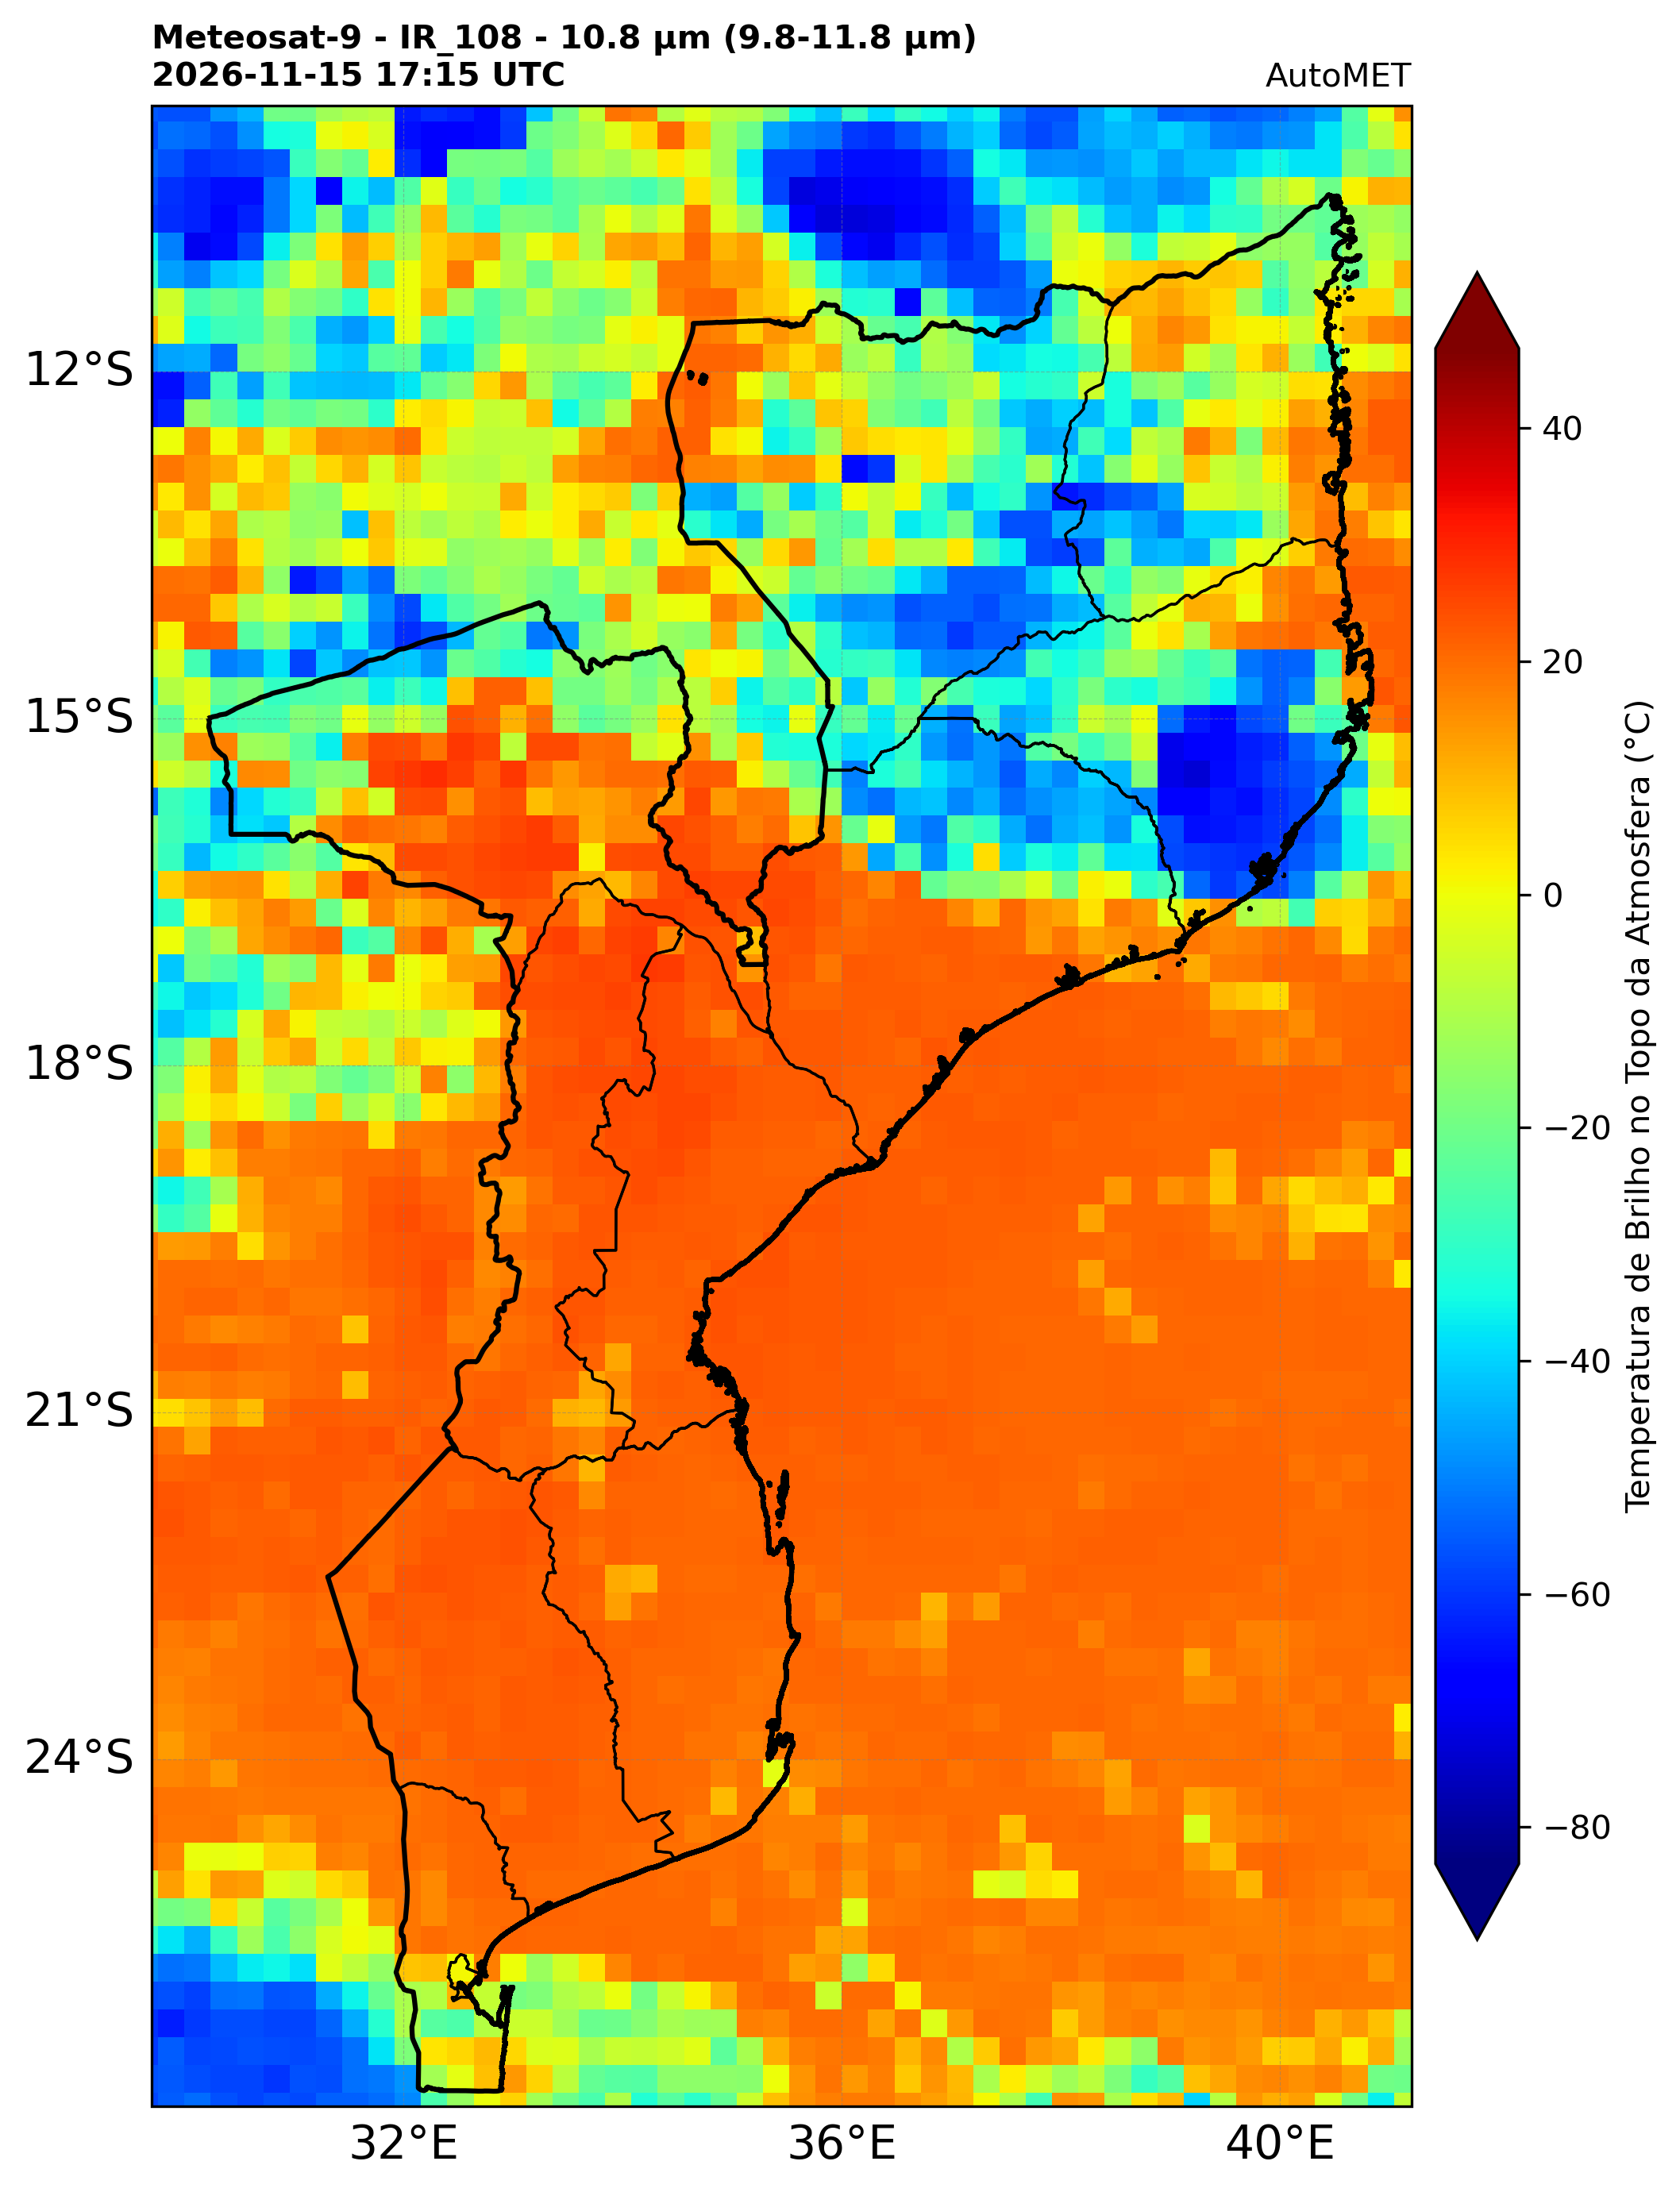 Meteosat-9 - IR_108 - 10.8 µm (9.8-11.8 µm)
2026-11-15 17:15 UTC
AutoMET
12°S
15°S
18°S
21°S
24°S
32°E
36°E
40°E
40
20
0
−20
−40
−60
−80
Temperatura de Brilho no Topo da Atmosfera (°C)